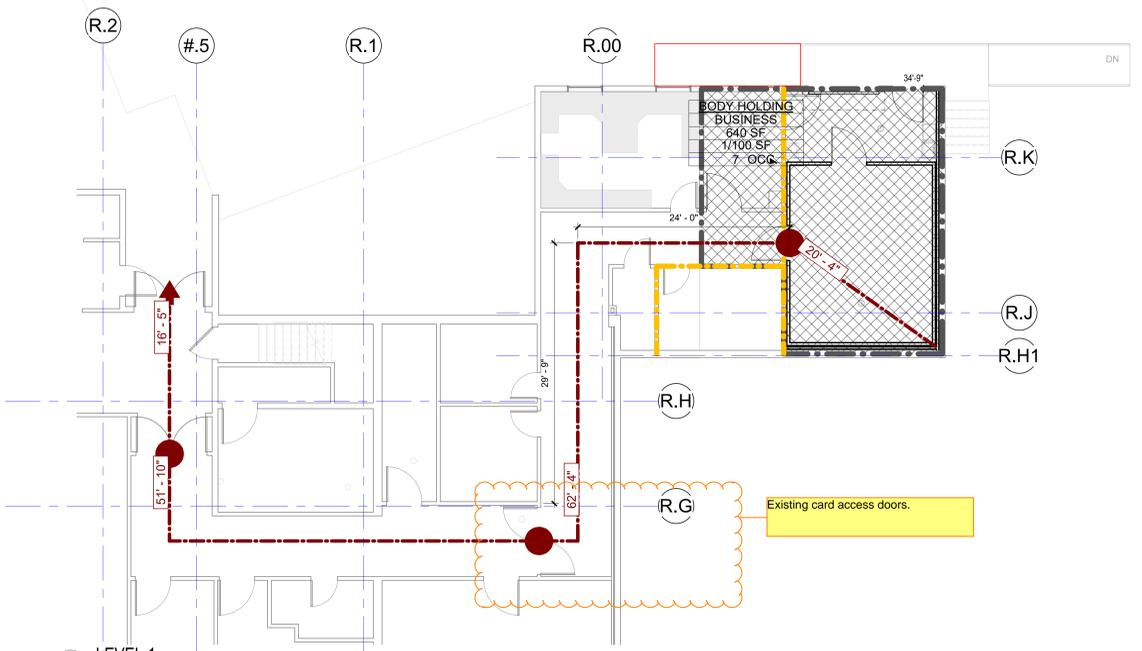 R.2
#.5
R.1
R.00
DN
34'-9"
BODY HOLDING
BUSINESS
640 SF
1/100 SF
7 OCC
R.K
24' - 0"
20' - 4"
16' - 5"
R.J
R.H1
29' - 9"
R.H
51' - 10"
62' - 4"
R.G
Existing card access doors.
LEVEL 1